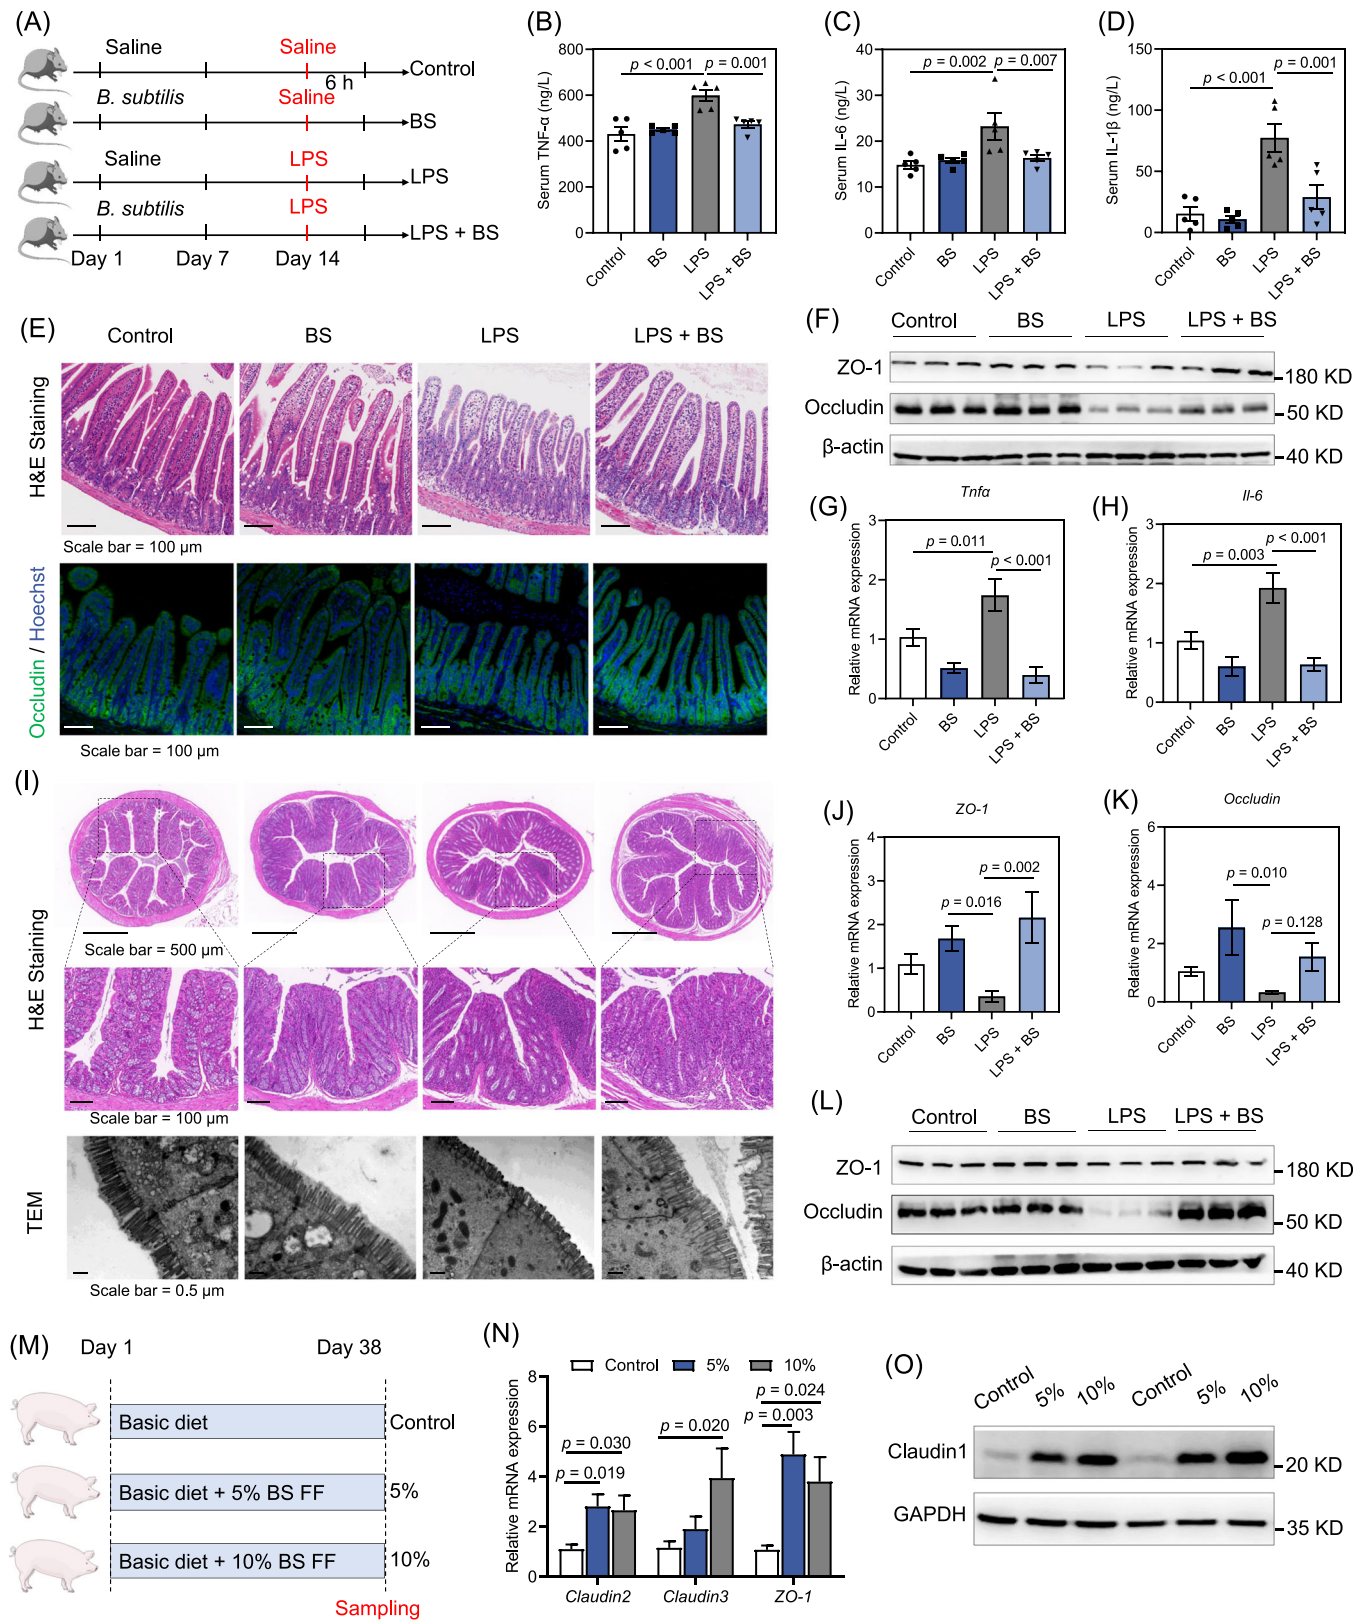 (A)
Saline
Saline
Control
6 h
B. subtilis
Saline
BS
Saline
LPS
LPS
B. subtilis
LPS
LPS + BS
Day 1
Day 7
Day 14
(B)
Serum TNF-α (ng/L)
800
600
400
200
0
p < 0.001
p = 0.001
Control
BS
LPS
LPS + BS
(C)
Serum IL-6 (ng/L)
40
30
20
10
0
p = 0.002
p = 0.007
Control
BS
LPS
LPS + BS
(D)
Serum IL-1β (ng/L)
150
100
50
0
p < 0.001
p = 0.001
Control
BS
LPS
LPS + BS
(E)
Control
BS
LPS
LPS + BS
H&E Staining
Scale bar = 100 μm
Occludin / Hoechst
Scale bar = 100 μm
(F)
Control
BS
LPS
LPS + BS
ZO-1
180 KD
Occludin
50 KD
β-actin
40 KD
(G)
Tnfα
Relative mRNA expression
3
2
1
0
p = 0.011
p < 0.001
Control
BS
LPS
LPS + BS
(H)
Il-6
Relative mRNA expression
3
2
1
0
p < 0.001
p = 0.003
Control
BS
LPS
LPS + BS
(I)
H&E Staining
Scale bar = 500 μm
Scale bar = 100 μm
TEM
Scale bar = 0.5 μm
(J)
ZO-1
Relative mRNA expression
4
3
2
1
0
p = 0.002
p = 0.016
Control
BS
LPS
LPS + BS
(K)
Occludin
Relative mRNA expression
6
4
2
0
p = 0.010
p = 0.128
Control
BS
LPS
LPS + BS
(L)
Control
BS
LPS
LPS + BS
ZO-1
180 KD
Occludin
50 KD
β-actin
40 KD
(M)
Day 1
Day 38
Basic diet
Control
Basic diet + 5% BS FF
5%
Basic diet + 10% BS FF
10%
Sampling
(N)
Control
5%
10%
Relative mRNA expression
8
6
4
2
0
p = 0.030
p = 0.019
p = 0.020
p = 0.024
p = 0.003
Claudin2
Claudin3
ZO-1
(O)
Control
5%
10%
Control
5%
10%
Claudin1
20 KD
GAPDH
35 KD